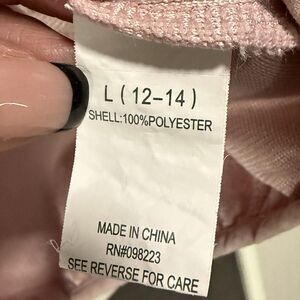 L (12-14)
SHELL:100%POLYESTER
MADE IN CHINA
RN#098223
SEE REVERSE FOR CARE